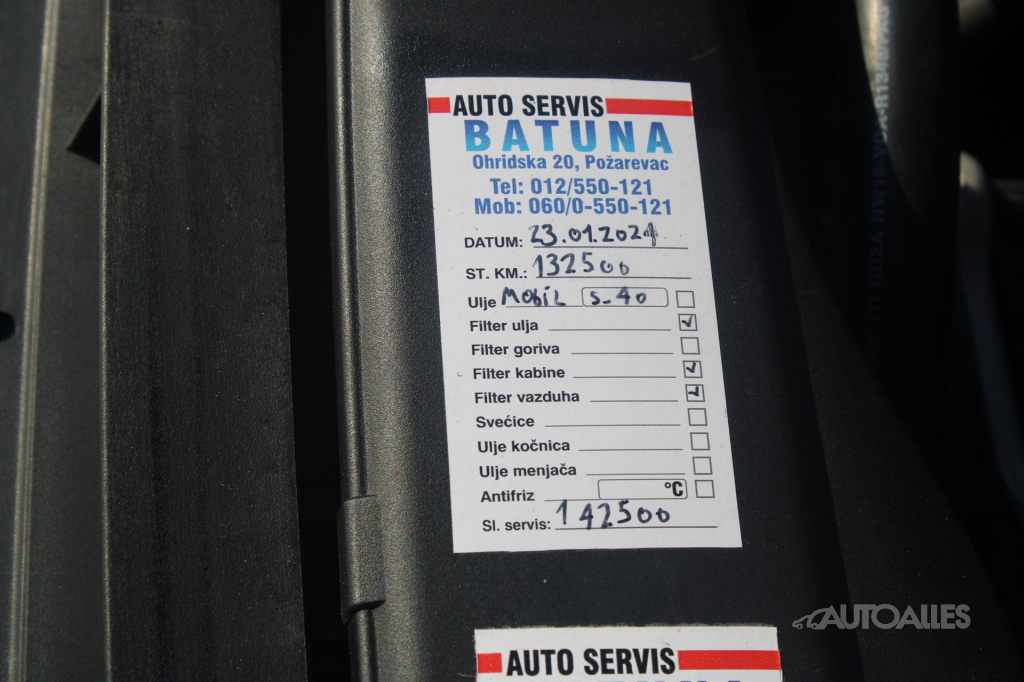 AUTO SERVIS
BATUNA
Ohridska 20, Požarevac
Tel: 012/550-121
Mob: 060/0-550-121
DATUM: 23.01.2021
ST. KM.: 132500
Ulje MOBIL 5-40
Filter ulja
Filter goriva
Filter kabine
Filter vazduha
Svećice
Ulje kočnica
Ulje menjača
Antifriz °C
Sl. servis: 142500
AUTO SERVIS
AUTOALLES